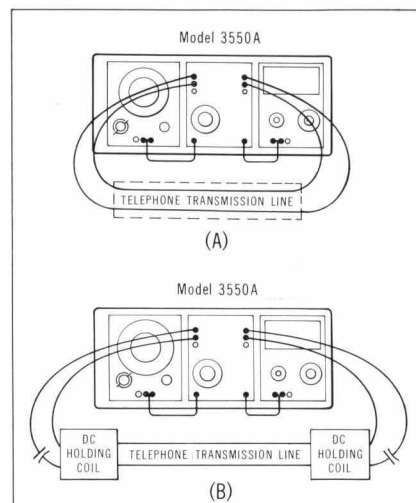 Model 3550A
TELEPHONE TRANSMISSION LINE
(A)
Model 3550A
DC
HOLDING
COIL
TELEPHONE TRANSMISSION LINE
DC
HOLDING
COIL
(B)